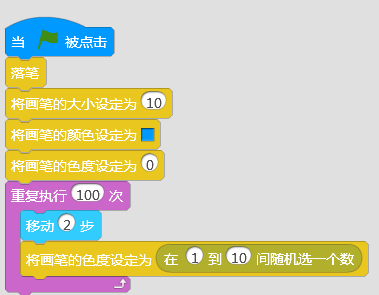 当 被点击
落笔
将画笔的大小设定为 10
将画笔的颜色设定为
将画笔的色度设定为 0
重复执行 100 次
移动 2 步
将画笔的色度设定为 在 1 到 10 间随机选一个数